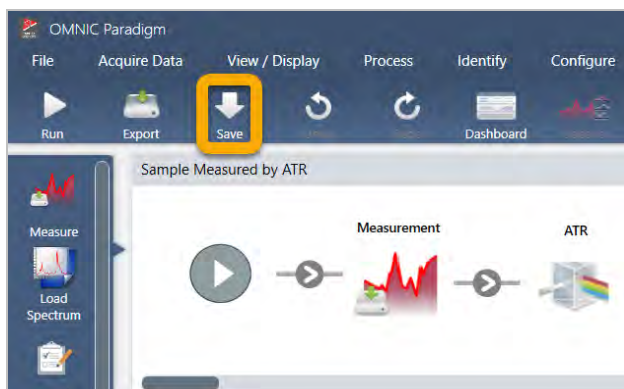 OMNIC Paradigm
File Acquire Data View / Display Process Identify Configure
Run Export Save Dashboard
Sample Measured by ATR
Measure
Measurement ATR
Load
Spectrum